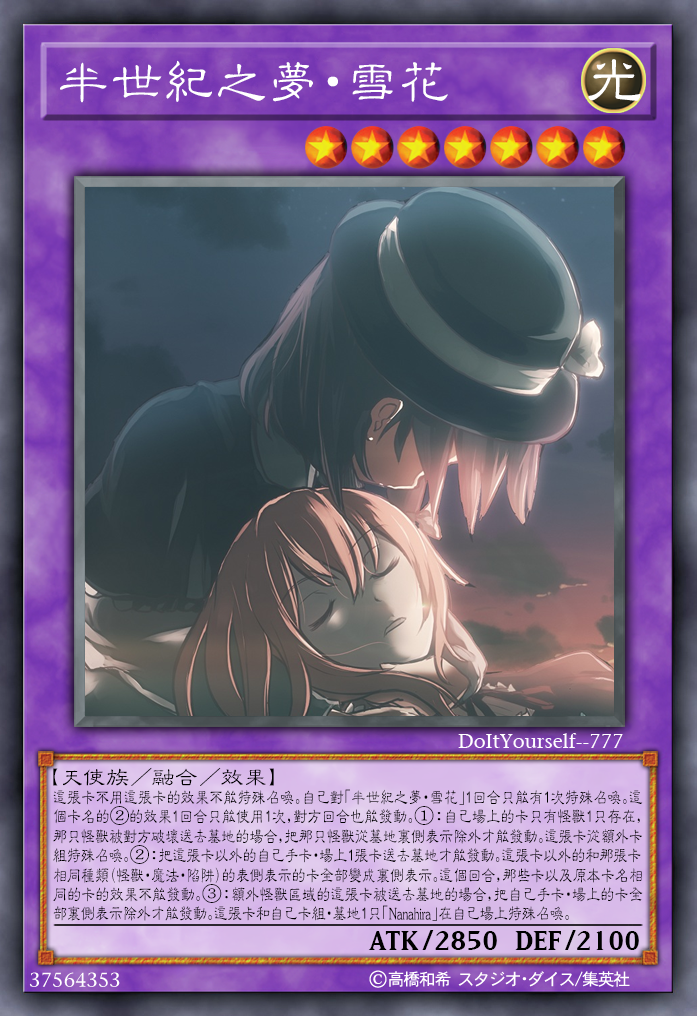 半世紀之夢・雪花
光
DoItYourself--777
【天使族／融合／效果】
這張卡不用這張卡的效果不能特殊召喚。自己對「半世紀之夢・雪花」1回合只能有1次特殊召喚。這
個卡名的②的效果1回合只能使用1次，對方回合也能發動。①：自己場上的卡只有怪獸1只存在，
那只怪獸被對方破壞送去墓地的場合，把那只怪獸從墓地裏側表示除外才能發動。這張卡從額外卡
組特殊召喚。②：把這張卡以外的自己手卡・場上1張卡送去墓地才能發動。這張卡以外的和那張卡
相同種類(怪獸・魔法・陷阱)的表側表示的卡全部變成裏側表示。這個回合，那些卡以及原本卡名相
同的卡的效果不能發動。③：額外怪獸區域的這張卡被送去墓地的場合，把自己手卡・場上的卡全
部裏側表示除外才能發動。這張卡和自己卡組・墓地1只「Nanahira」在自己場上特殊召喚。
ATK/2850 DEF/2100
37564353
©高橋和希 スタジオ・ダイス/集英社